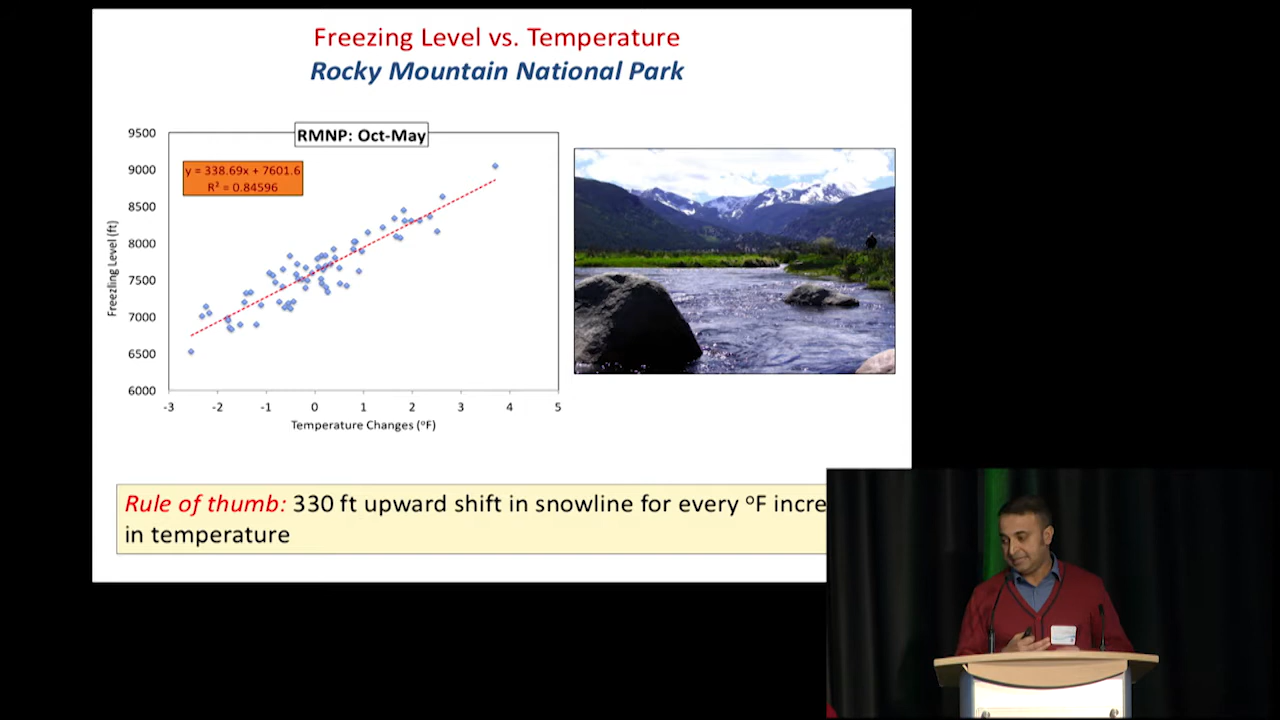 Freezing Level vs. Temperature
Rocky Mountain National Park
RMNP: Oct-May
y = 338.69x + 7601.6
R² = 0.84596
9500
9000
8500
8000
7500
7000
6500
6000
Freezling Level (ft)
-3 -2 -1 0 1 2 3 4 5
Temperature Changes (°F)
Rule of thumb: 330 ft upward shift in snowline for every °F incre
in temperature